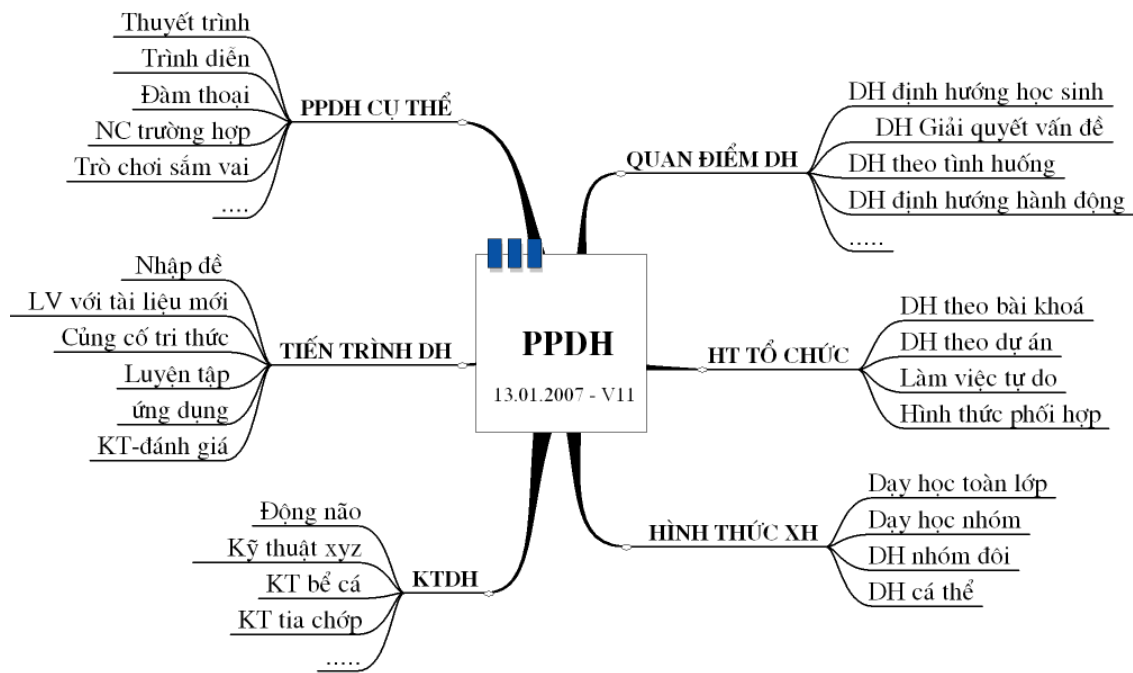 Thuyết trình
Trình diễn
Đàm thoại
NC trường hợp
Trò chơi sắm vai
....
PPDH CỤ THỂ
QUAN ĐIỂM DH
DH định hướng học sinh
DH Giải quyết vấn đề
DH theo tình huống
DH định hướng hành động
.....
Nhập đề
LV với tài liệu mới
Củng cố tri thức
Luyện tập
ứng dụng
KT-đánh giá
TIẾN TRÌNH DH
PPDH
13.01.2007 - V11
HT TỔ CHỨC
DH theo bài khoá
DH theo dự án
Làm việc tự do
Hình thức phối hợp
Động não
Kỹ thuật xyz
KT bể cá
KT tia chớp
.....
KTDH
HÌNH THỨC XH
Dạy học toàn lớp
Dạy học nhóm
DH nhóm đôi
DH cá thể